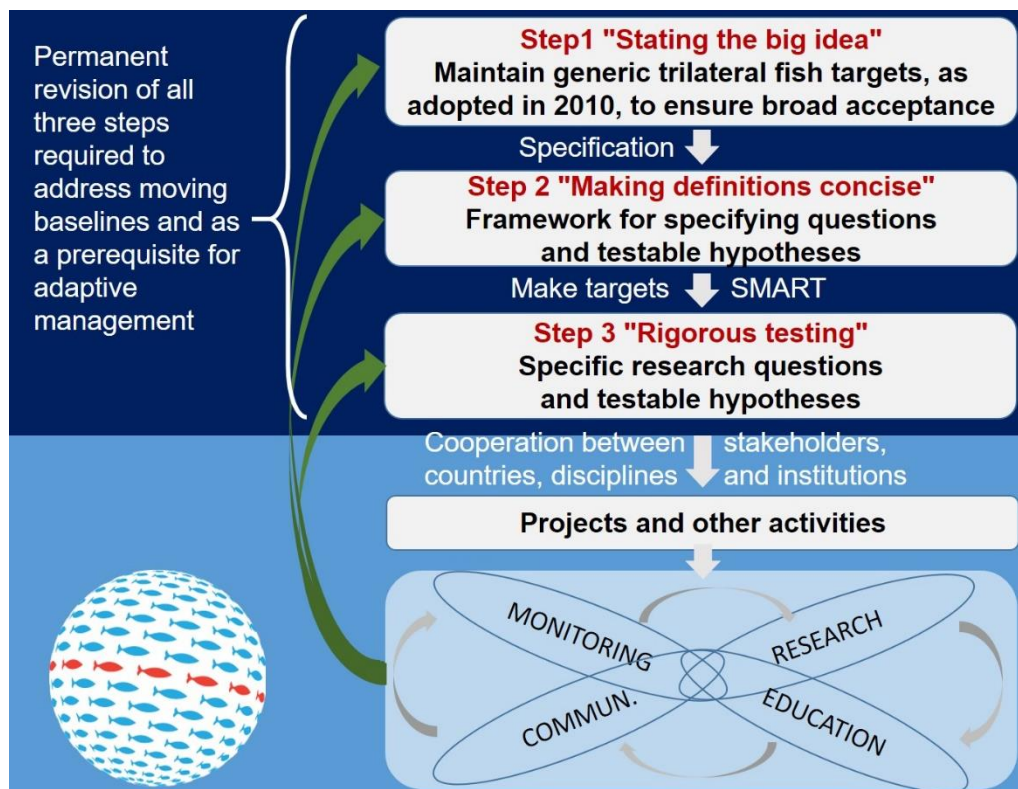 Permanent
revision of all
three steps
required to
address moving
baselines and as
a prerequisite for
adaptive
management
Step1 "Stating the big idea"
Maintain generic trilateral fish targets, as
adopted in 2010, to ensure broad acceptance
Specification
Step 2 "Making definitions concise"
Framework for specifying questions
and testable hypotheses
Make targets SMART
Step 3 "Rigorous testing"
Specific research questions
and testable hypotheses
Cooperation between stakeholders,
countries, disciplines and institutions
Projects and other activities
MONITORING
RESEARCH
COMMUN.
EDUCATION